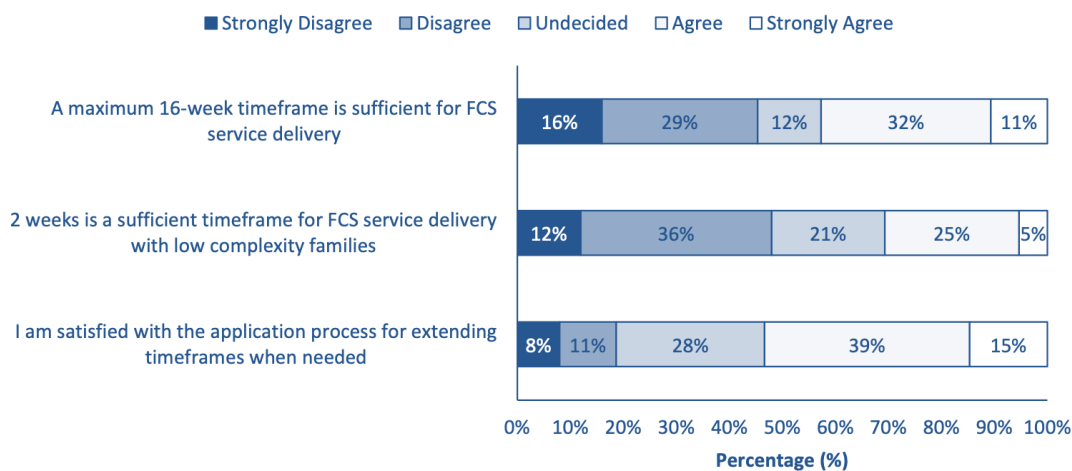 Strongly Disagree Disagree Undecided Agree Strongly Agree
A maximum 16-week timeframe is sufficient for FCS
service delivery
16% 29% 12% 32% 11%
2 weeks is a sufficient timeframe for FCS service delivery
with low complexity families
12% 36% 21% 25% 5%
I am satisfied with the application process for extending
timeframes when needed
8% 11% 28% 39% 15%
0% 10% 20% 30% 40% 50% 60% 70% 80% 90% 100%
Percentage (%)